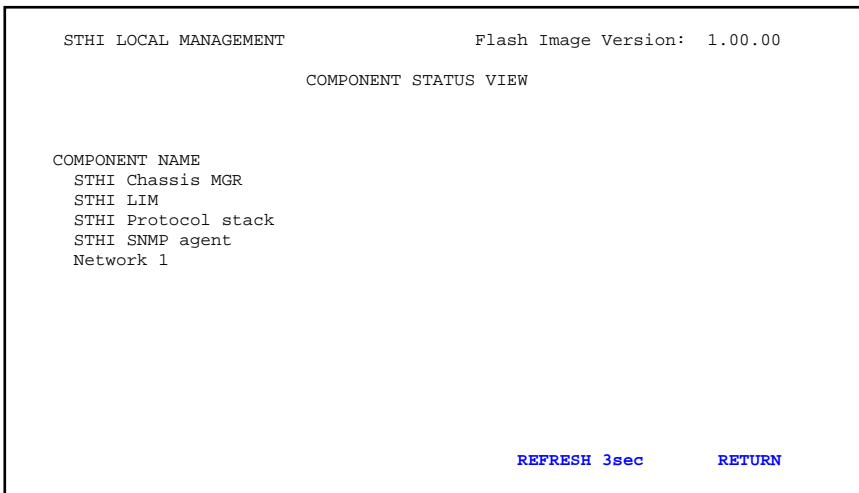 STHI LOCAL MANAGEMENT Flash Image Version: 1.00.00
COMPONENT STATUS VIEW
COMPONENT NAME
STHI Chassis MGR
STHI LIM
STHI Protocol stack
STHI SNMP agent
Network 1
REFRESH 3sec RETURN